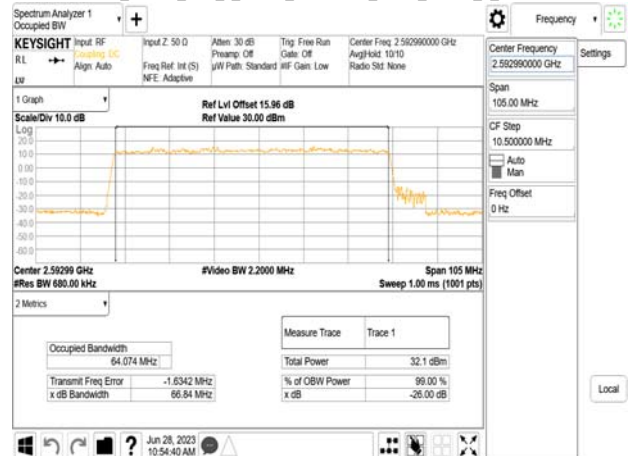 Spectrum Analyzer 1
Occupied BW
Frequency
KEYSIGHT
Input: RF
Coupling: DC
Align: Auto
Input Z: 50 Ω
Freq Ref: Int (S)
NFE: Adaptive
Atten: 30 dB
Preamp: Off
µW Path: Standard
Trig: Free Run
Gate: Off
#IF Gain: Low
Center Freq: 2.592990000 GHz
Avg|Hold: 10/10
Radio Std: None
R L
Center Frequency
2.592990000 GHz
Settings
Span
105.00 MHz
CF Step
10.500000 MHz
Auto
Man
Freq Offset
0 Hz
Local
1 Graph
Scale/Div 10.0 dB
Ref Lvl Offset 15.96 dB
Ref Value 30.00 dBm
Log
20.0
10.0
0.00
-10.0
-20.0
-30.0
-40.0
-50.0
-60.0
Center 2.59299 GHz
#Res BW 680.00 kHz
#Video BW 2.2000 MHz
Span 105 MHz
Sweep 1.00 ms (1001 pts)
2 Metrics
Measure Trace
Trace 1
Occupied Bandwidth
64.074 MHz
Total Power
32.1 dBm
Transmit Freq Error
-1.6342 MHz
% of OBW Power
99.00 %
x dB Bandwidth
66.84 MHz
x dB
-26.00 dB
Jun 28, 2023
10:54:40 AM